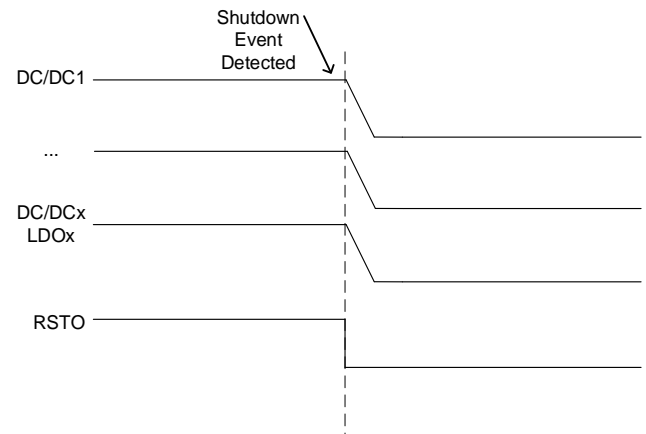 Shutdown
Event
Detected
DC/DC1
...
DC/DCx
LDOx
RSTO